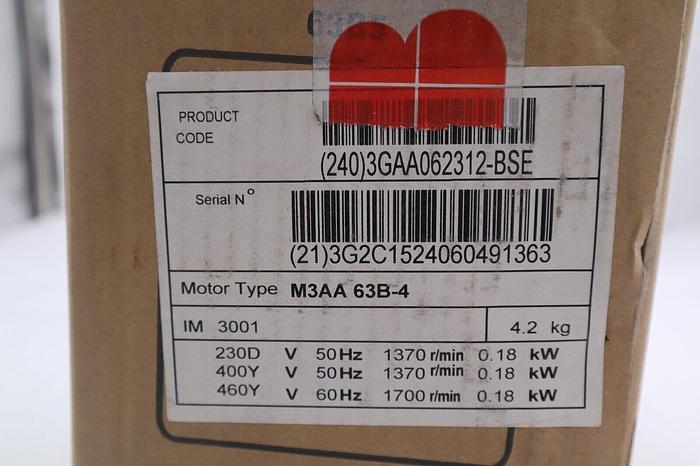 63B5
PRODUCT
CODE
(240)3GAA062312-BSE
Serial N°
(21)3G2C1524060491363
Motor Type M3AA 63B-4
IM 3001 4.2 kg
230D V 50Hz 1370 r/min 0.18 kW
400Y V 50Hz 1370 r/min 0.18 kW
460Y V 60Hz 1700 r/min 0.18 kW